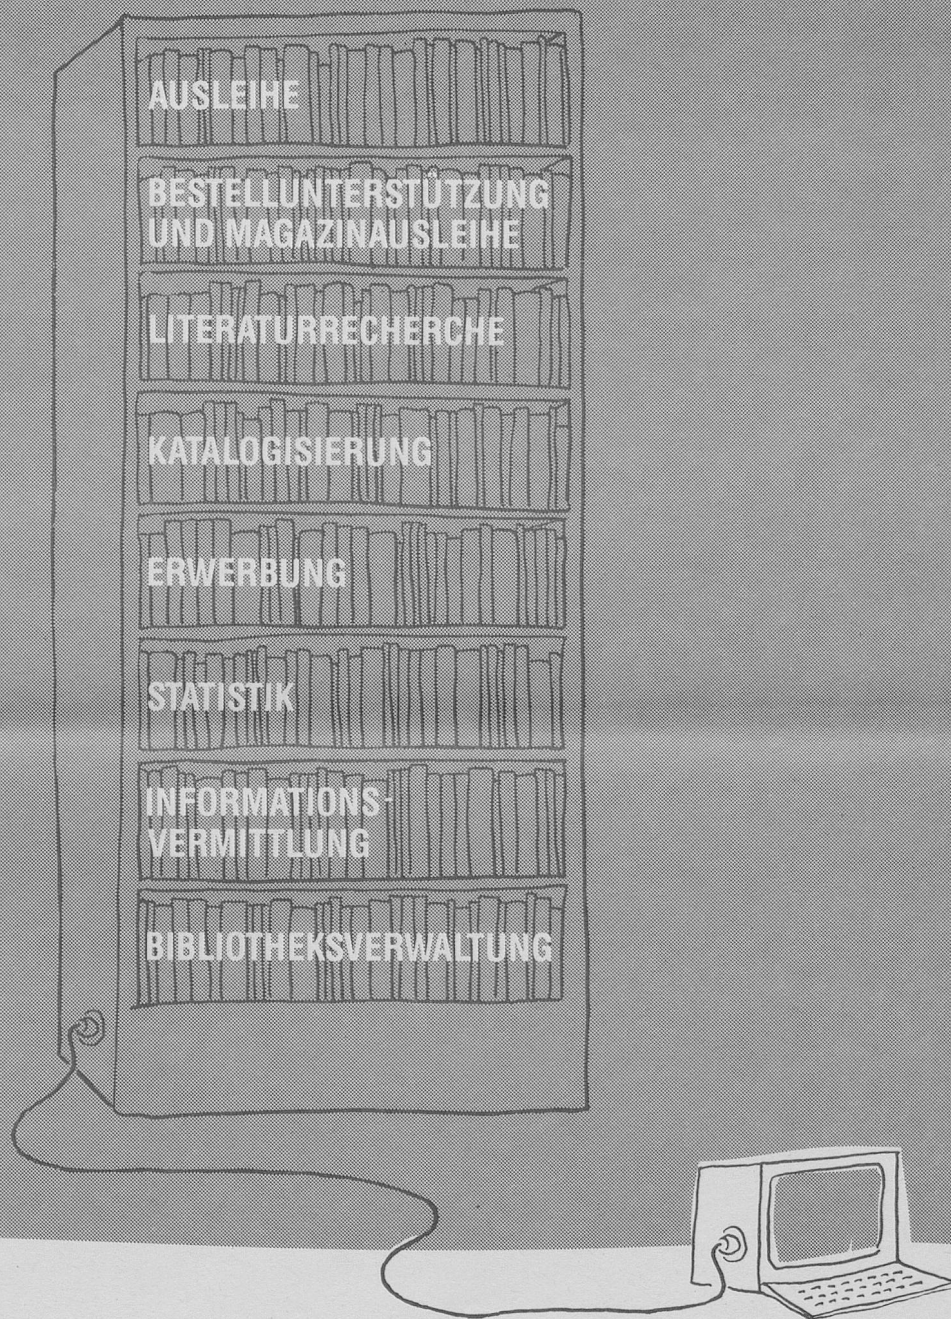 AUSLEIHE
BESTELLUNTERSTÜTZUNG
UND MAGAZINAUSLEIHE
LITERATURRECHERCHE
KATALOGISIERUNG
ERWERBUNG
STATISTIK
INFORMATIONS-
VERMITTLUNG
BIBLIOTHEKSVERWALTUNG